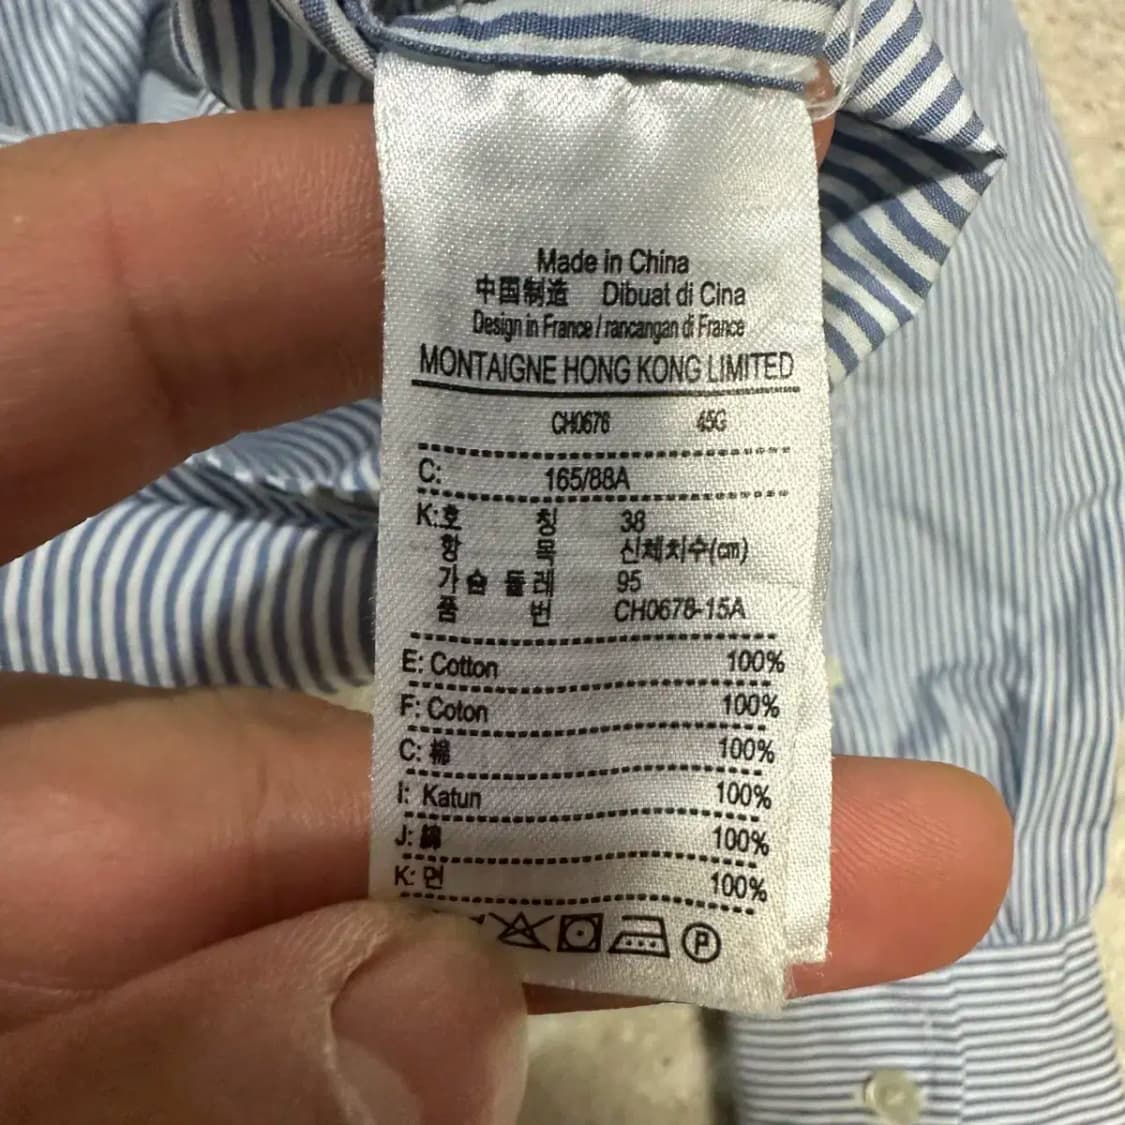 Made in China
中国制造 Dibuat di Cina
Design in France / rancangan di France
MONTAIGNE HONG KONG LIMITED
CH0678 45G
C: 165/88A
K:호 칭 38
항 목 신체치수(cm)
가슴 둘레 95
품 번 CH0678-15A
E: Cotton 100%
F: Coton 100%
C: 棉 100%
I: Katun 100%
J: 綿 100%
K: 면 100%
P